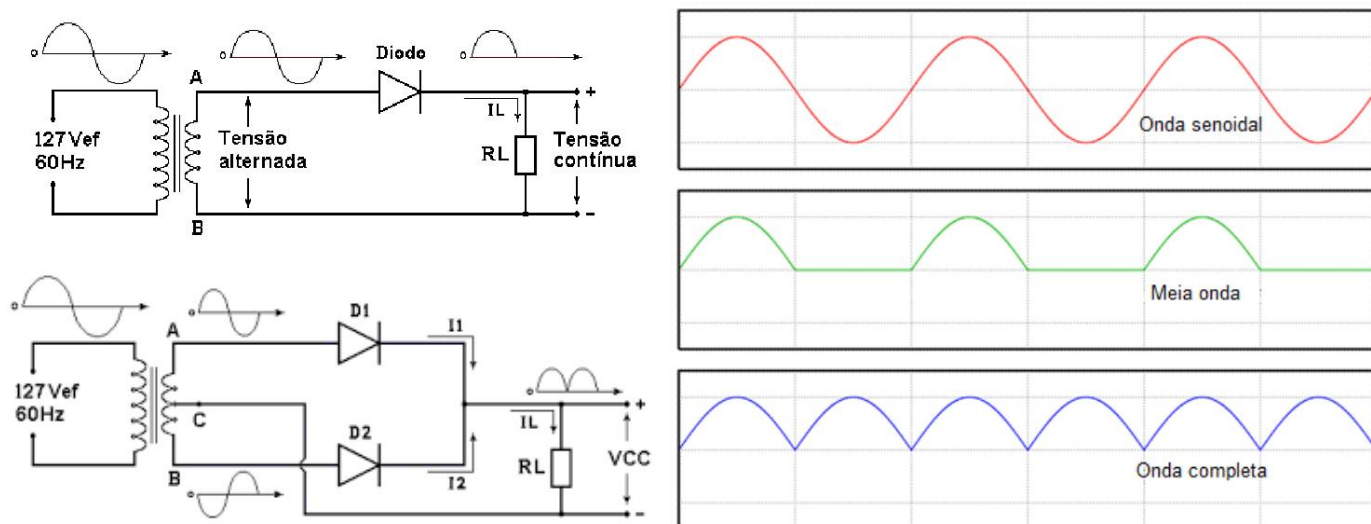 o
A
Diodo
127 Vef
60Hz
Tensão
alternada
IL
RL
+
Tensão
contínua
-
B
o
A
D1
I1
127 Vef
60Hz
C
D2
B
I2
o
IL
RL
+
VCC
-
Onda senoidal
Meia onda
Onda completa